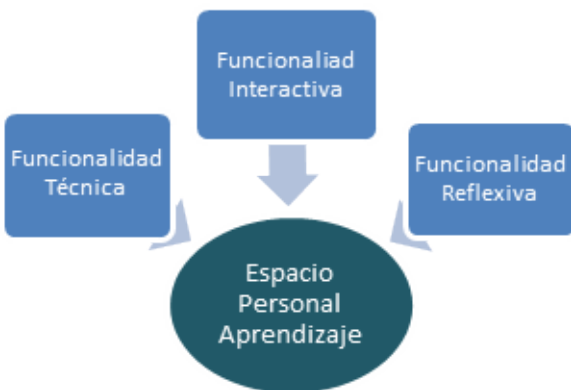 Funcionaliad
Interactiva
Funcionalidad
Técnica
Funcionalidad
Reflexiva
Espacio
Personal
Aprendizaje